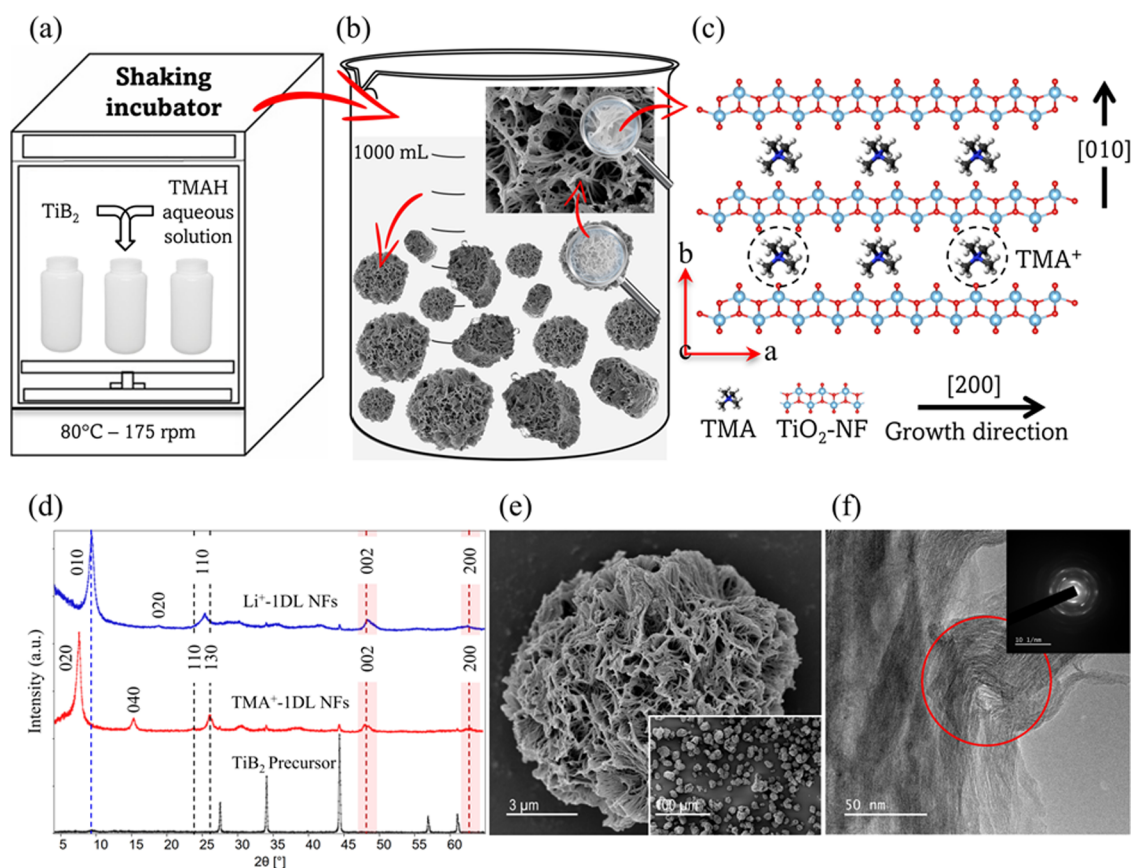 (a)
Shaking
incubator
TiB₂
TMAH
aqueous
solution
80°C – 175 rpm
(b)
1000 mL
(c)
[010]
TMA⁺
b
c
a
[200]
TMA
TiO₂-NF
Growth direction
(d)
010
020
110
002
200
Li⁺-1DL NFs
020
040
110
130
002
200
TMA⁺-1DL NFs
TiB₂ Precursor
Intensity (a.u.)
5 10 15 20 25 30 35 40 45 50 55 60
2θ [°]
(e)
3 µm
100 µm
(f)
10 1/nm
50 nm